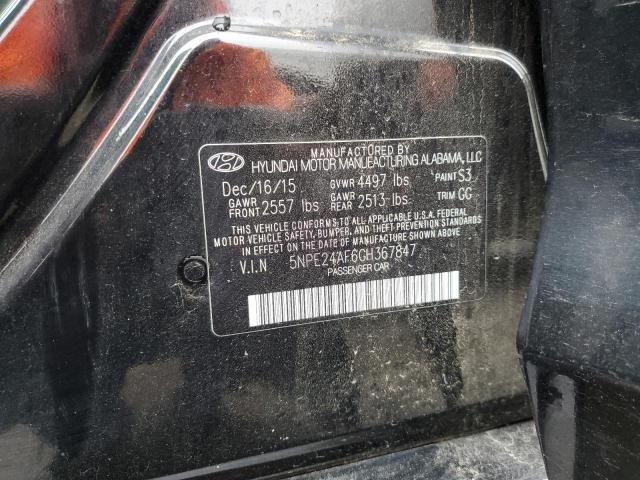 MANUFACTURED BY
HYUNDAI MOTOR MANUFACTURING ALABAMA, LLC
Dec/16/15 GVWR 4497 lbs PAINT S3
GAWR FRONT 2557 lbs GAWR REAR 2513 lbs TRIM GG
THIS VEHICLE CONFORMS TO ALL APPLICABLE U.S.A. FEDERAL
MOTOR VEHICLE SAFETY, BUMPER, AND THEFT PREVENTION
STANDARDS IN EFFECT ON THE DATE OF MANUFACTURE SHOWN ABOVE.
V.I.N 5NPE24AF6GH367847
PASSENGER CAR